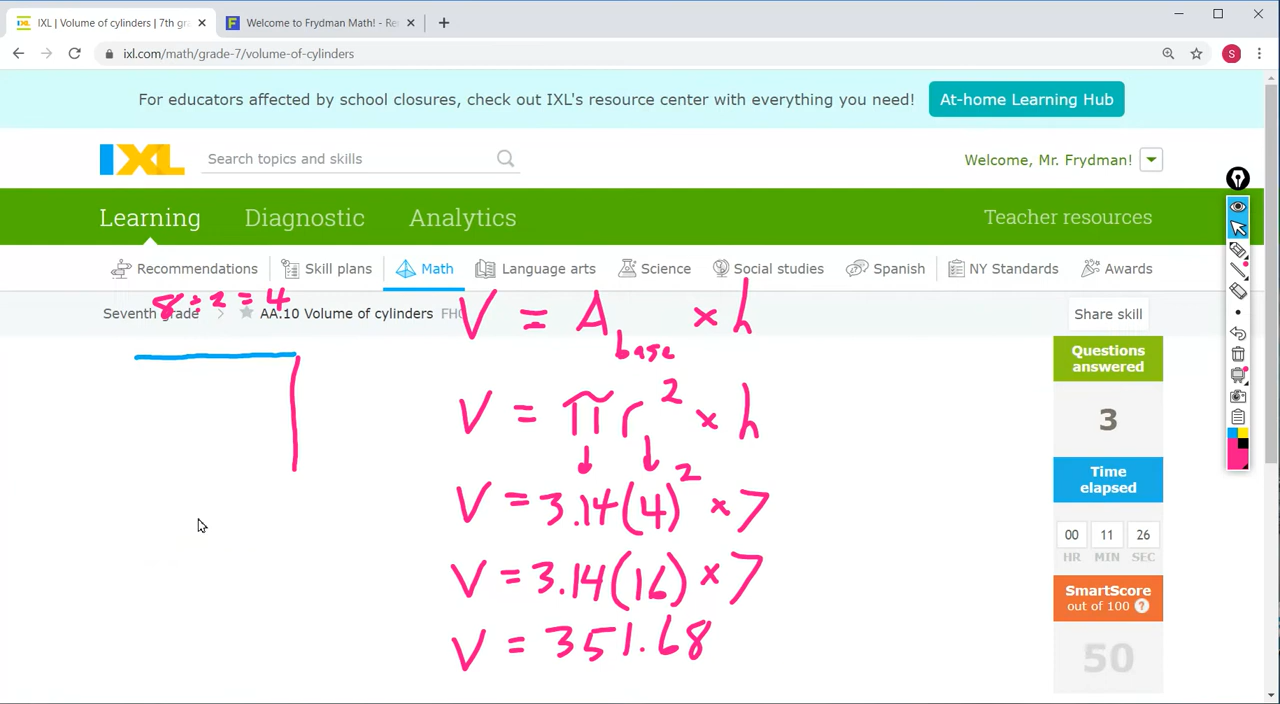 IXL | Volume of cylinders | 7th gr
Welcome to Frydman Math! - Re
ixl.com/math/grade-7/volume-of-cylinders
S
For educators affected by school closures, check out IXL's resource center with everything you need!
At-home Learning Hub
IXL
Search topics and skills
Welcome, Mr. Frydman!
Learning
Diagnostic
Analytics
Teacher resources
Recommendations
Skill plans
Math
Language arts
Science
Social studies
Spanish
NY Standards
Awards
8 ÷ 2 = 4
Seventh grade
AA.10 Volume of cylinders
Share skill
V = A base × h
V = πr² × h
V = 3.14(4)² × 7
V = 3.14(16) × 7
V = 351.68
Questions
answered
3
Time
elapsed
00 11 26
HR MIN SEC
SmartScore
out of 100 ?
50